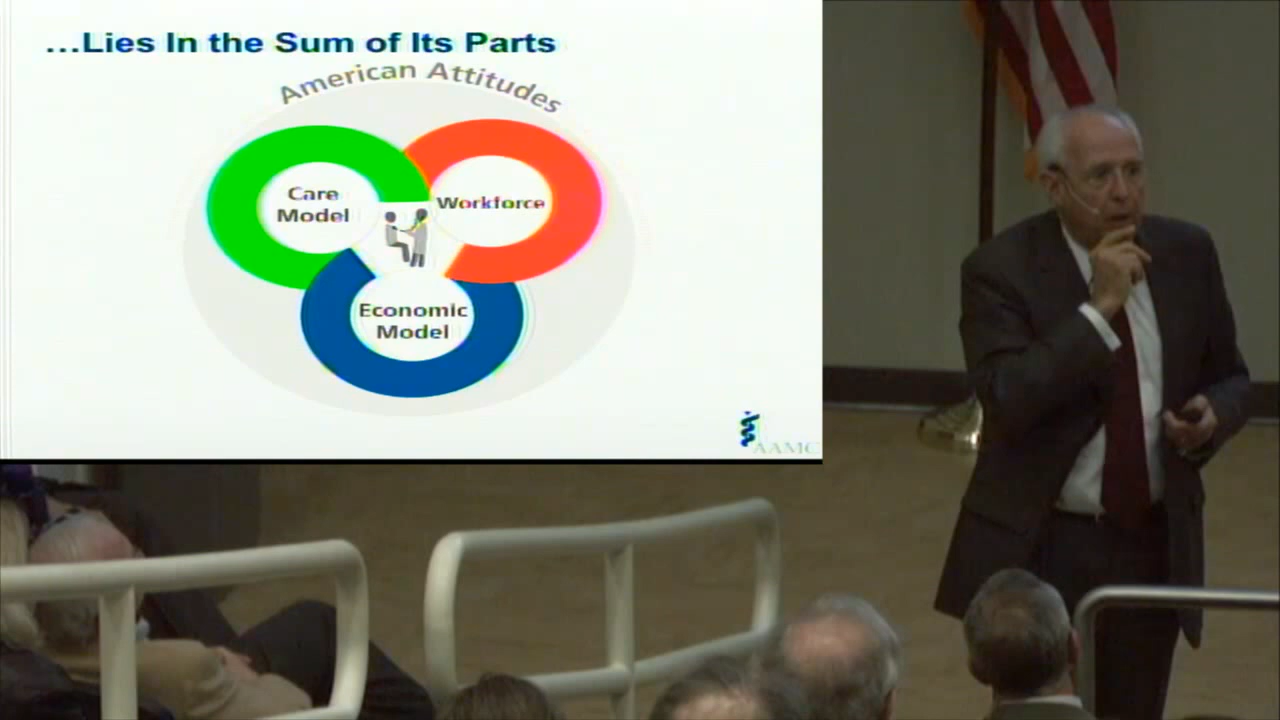 ...Lies In the Sum of Its Parts
American Attitudes
Care
Model
Workforce
Economic
Model
AAMC